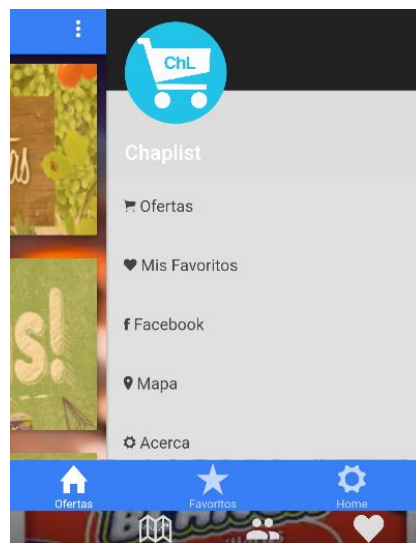 ChL
Chaplist
Ofertas
Mis Favoritos
Facebook
Mapa
Acerca
Ofertas
Favoritos
Home